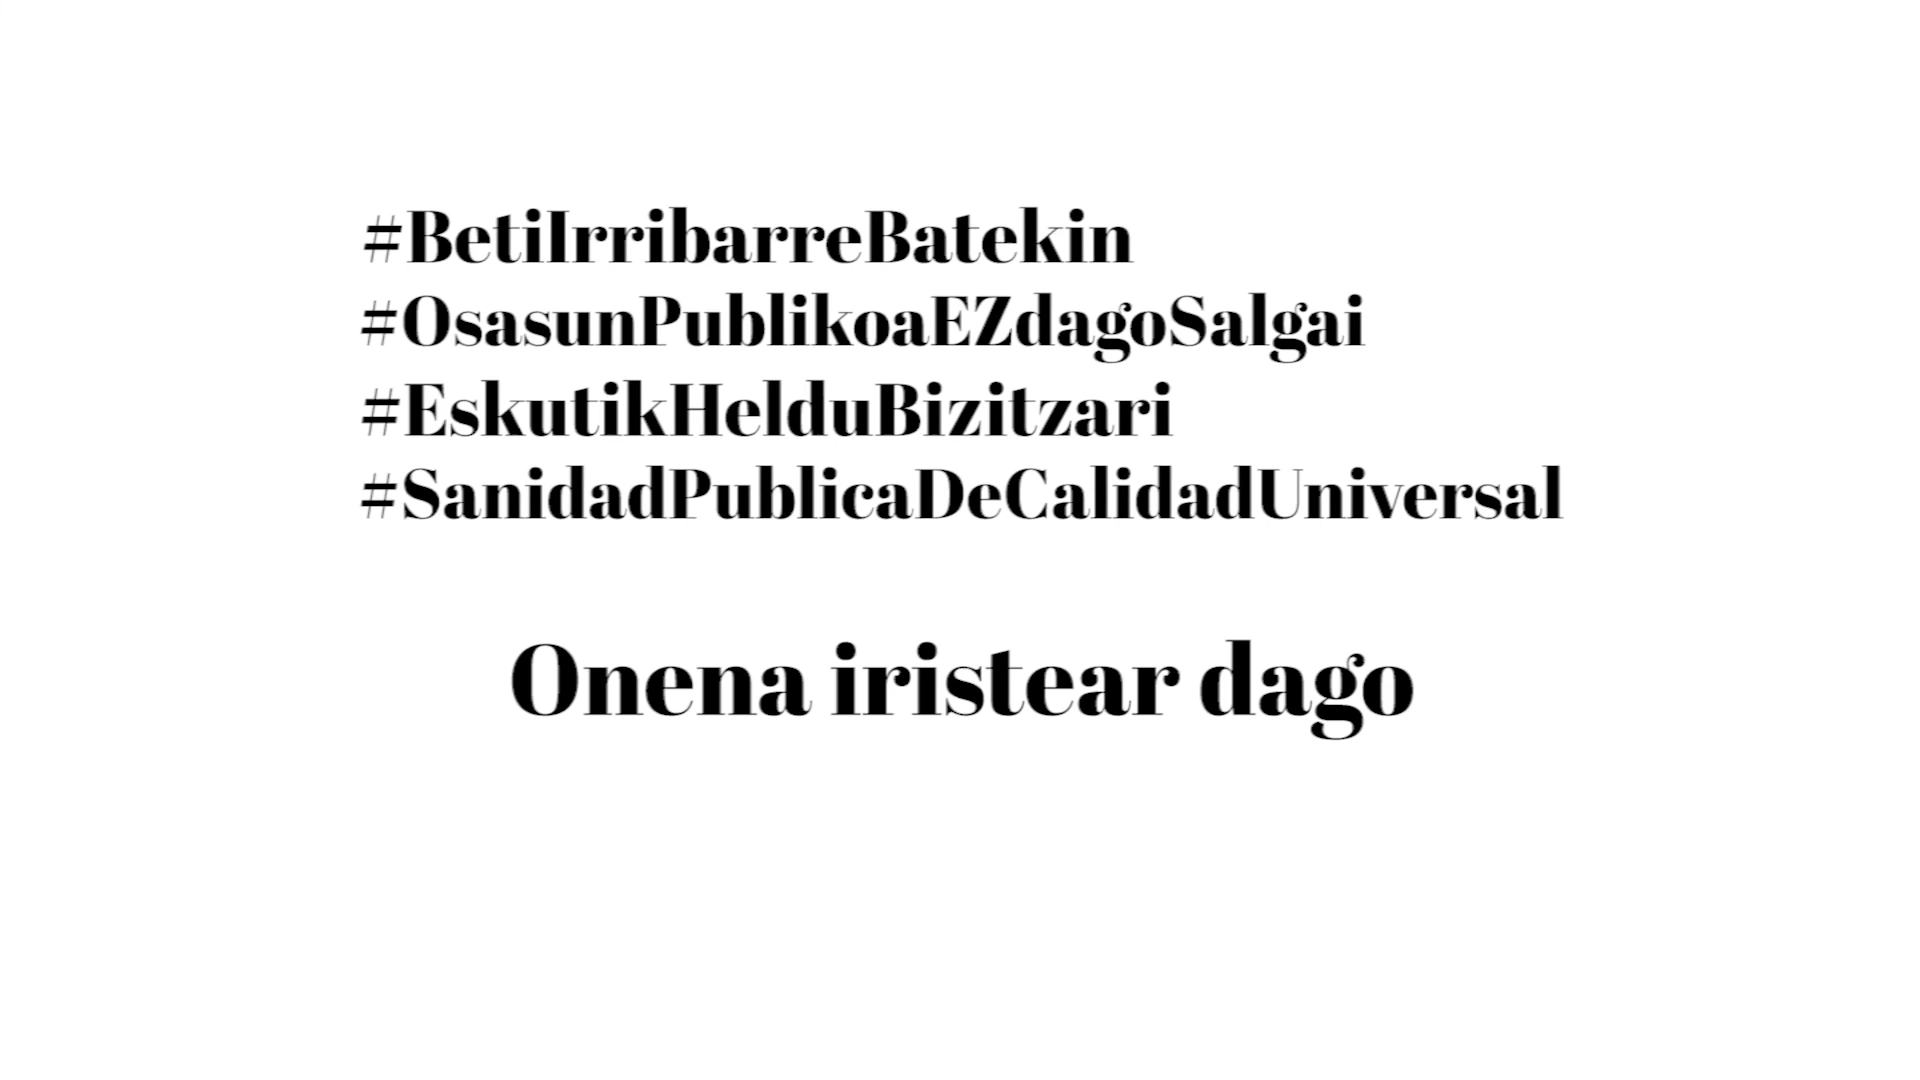 #BetiIrribarreBatekin
#OsasunPublikoaEZdagoSalgai
#EskutikHelduBizitzari
#SanidadPublicaDeCalidadUniversal
Onena iristear dago